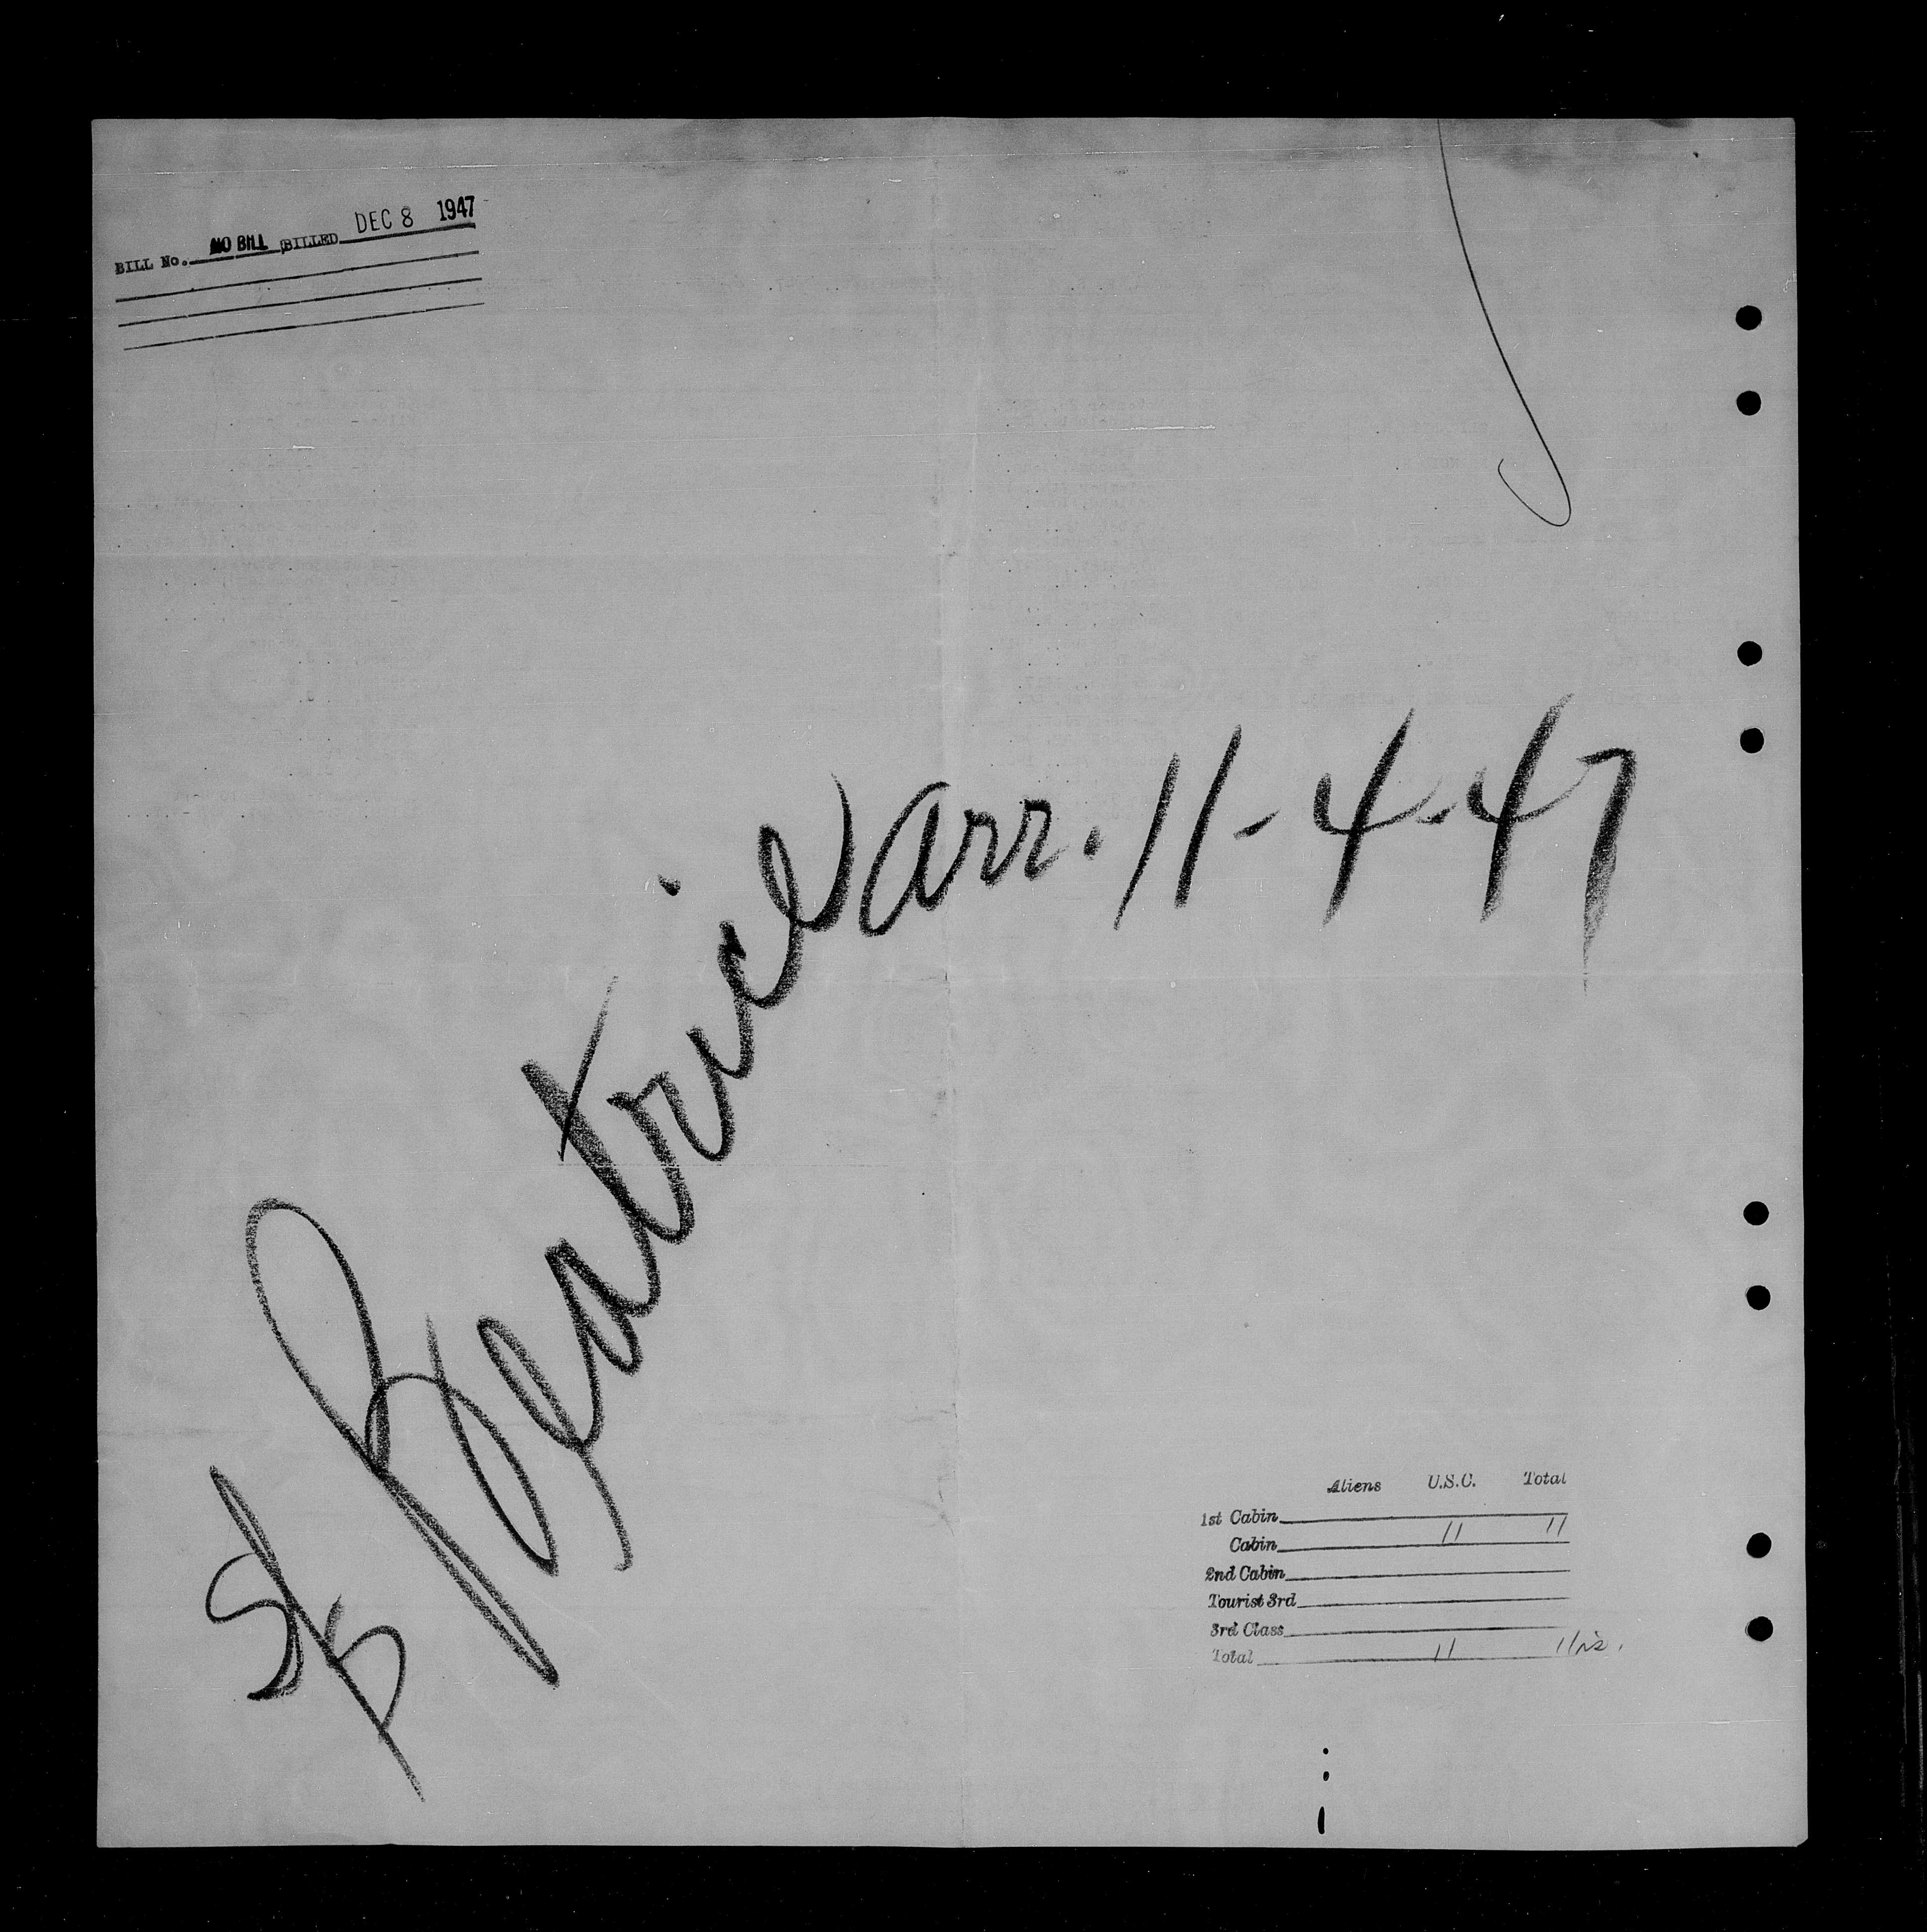 BILL No. NO BILL BILLED DEC 8 1947
Beatrice arr. 11-4-47
Aliens U.S.C. Total
1st Cabin
Cabin 11 11
2nd Cabin
Tourist 3rd
3rd Class
Total 11 11